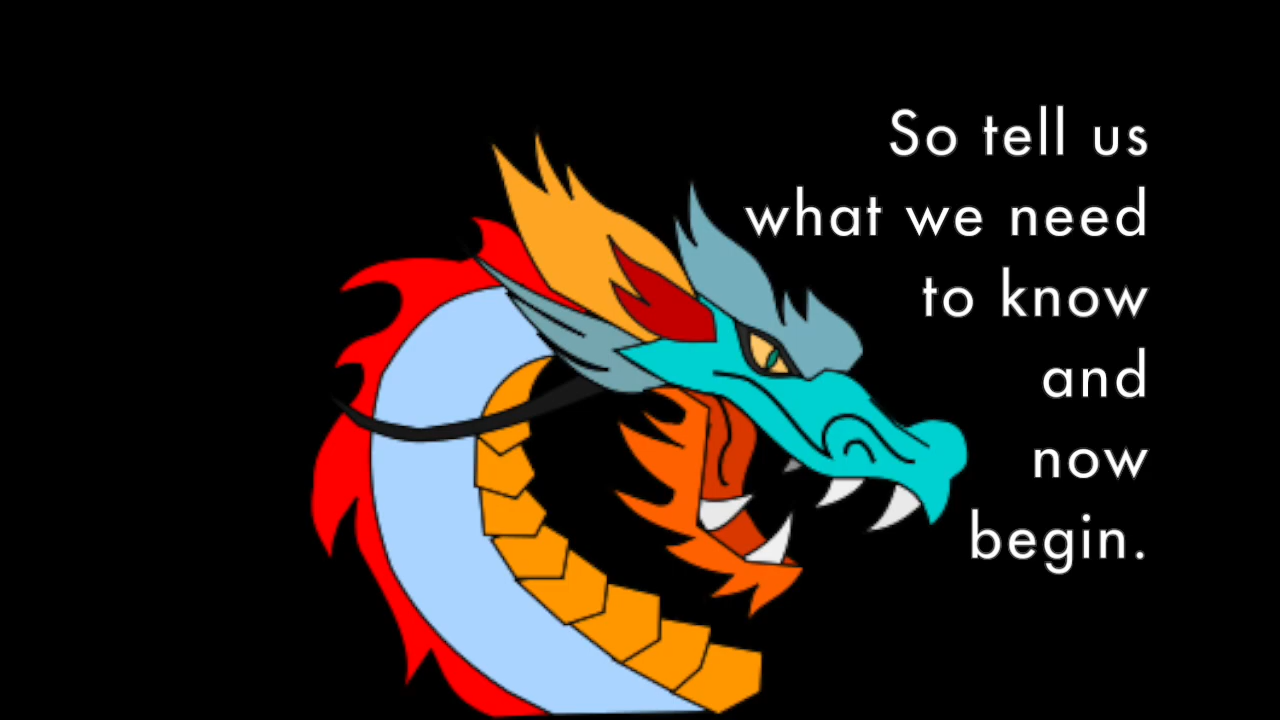 So tell us
what we need
to know
and
now
begin.